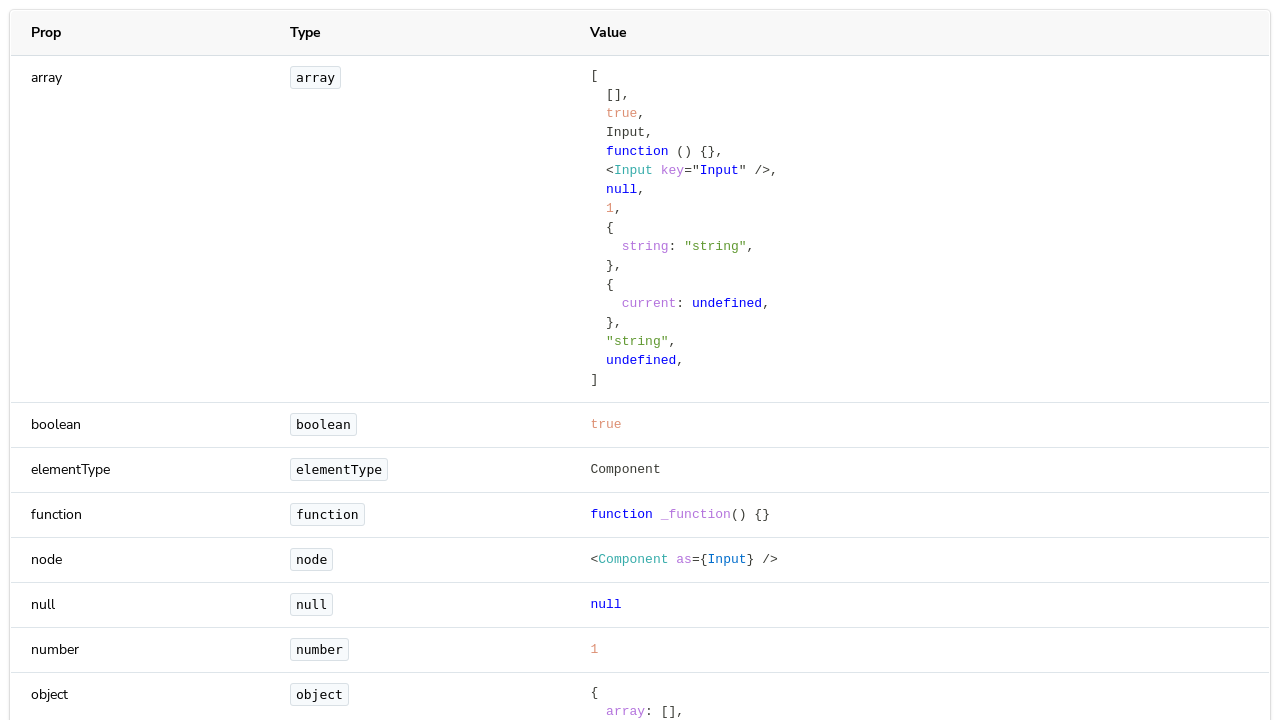 Prop Type Value
array array [
[],
true,
Input,
function () {},
<Input key="Input" />,
null,
1,
{
string: "string",
},
{
current: undefined,
},
"string",
undefined,
]
boolean boolean true
elementType elementType Component
function function function _function() {}
node node <Component as={Input} />
null null null
number number 1
object object {
array: [],